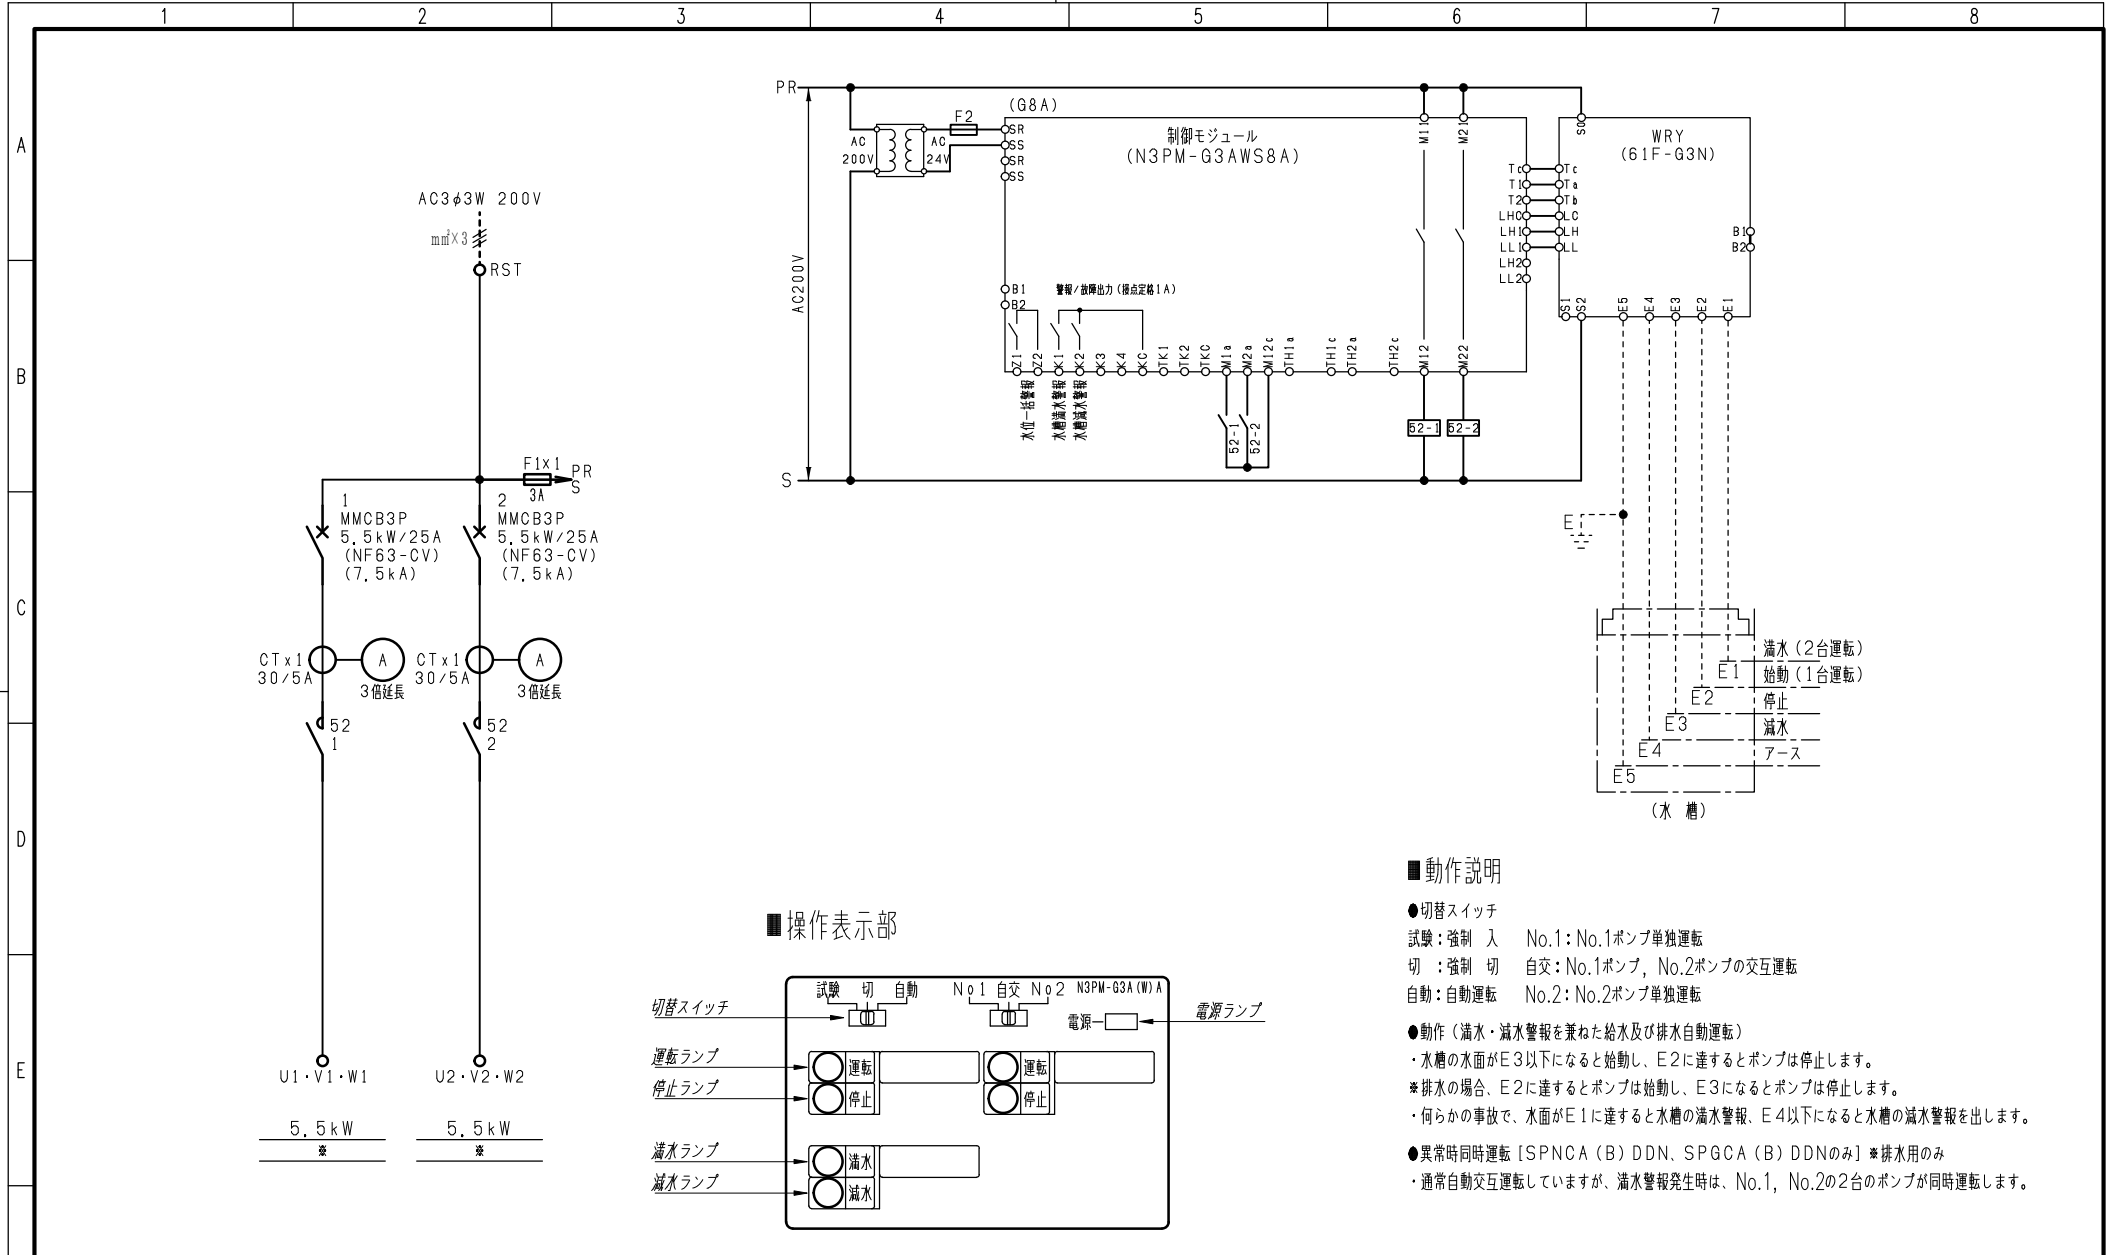 1 2 3 4 5 6 7 8
A
B
C
D
E
AC3φ3W 200V
mm²×3
RST
F1x1
3A
PR
S
1
MMCB3P
5.5kW/25A
(NF63-CV)
(7.5kA)
2
MMCB3P
5.5kW/25A
(NF63-CV)
(7.5kA)
CTx1
30/5A
A
3倍延長
CTx1
30/5A
A
3倍延長
52
1
52
2
U1・V1・W1
U2・V2・W2
5.5kW
※
5.5kW
※
PR
AC200V
S
AC
200V
AC
24V
F2
(G8A)
SR
SS
SR
SS
制御モジュール
(N3PM-G3AWS8A)
M11
M21
Tc
T1
T2
LHC
LH1
LL1
LH2
LL2
B1
B2
警報/故障出力(接点定格1A)
Z1 Z2 K1 K2 K3 K4 KC TK1 TK2 TKC M1a M2a M12c TH1a TH1c TH2a TH2c M12 M22
水位一括警報
水槽満水警報
水槽減水警報
52-1
52-2
52-1
52-2
S0
WRY
(61F-G3N)
Tc
Ta
Tb
LC
LH
LL
B1
B2
S1 S2 E5 E4 E3 E2 E1
E
満水(2台運転)
E1
始動(1台運転)
E2
停止
E3
減水
E4
アース
E5
(水 槽)
■操作表示部
試験 切 自動
No1 自交 No2
N3PM-G3A(W)A
切替スイッチ
電源
電源ランプ
運転ランプ
運転
運転
停止ランプ
停止
停止
満水ランプ
満水
減水ランプ
減水
■動作説明
●切替スイッチ
試験：強制 入 No.1：No.1ポンプ単独運転
切 ：強制 切 自交：No.1ポンプ, No.2ポンプの交互運転
自動：自動運転 No.2：No.2ポンプ単独運転
●動作（満水・減水警報を兼ねた給水及び排水自動運転）
・水槽の水面がE3以下になると始動し、E2に達するとポンプは停止します。
※排水の場合、E2に達するとポンプは始動し、E3になるとポンプは停止します。
・何らかの事故で、水面がE1に達すると水槽の満水警報、E4以下になると水槽の減水警報を出します。
●異常時同時運転［SPNCA（B）DDN、SPGCA（B）DDNのみ］※排水用のみ
・通常自動交互運転していますが、満水警報発生時は、No.1, No.2の2台のポンプが同時運転します。